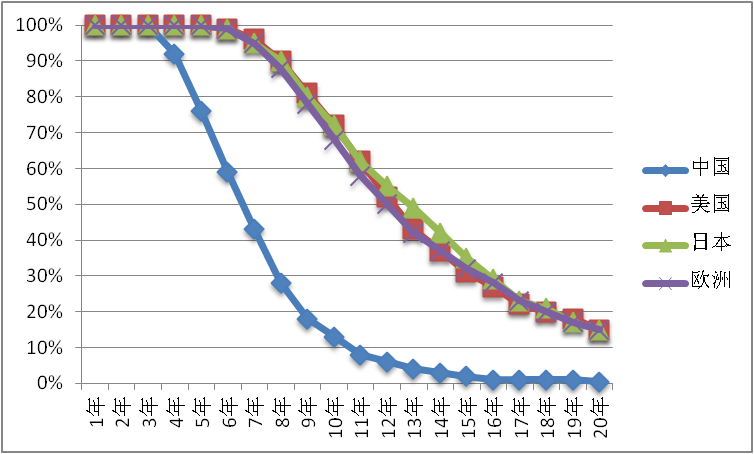 100%
90%
80%
70%
60%
50%
40%
30%
20%
10%
0%
1年
2年
3年
4年
5年
6年
7年
8年
9年
10年
11年
12年
13年
14年
15年
16年
17年
18年
19年
20年
中国
美国
日本
欧洲